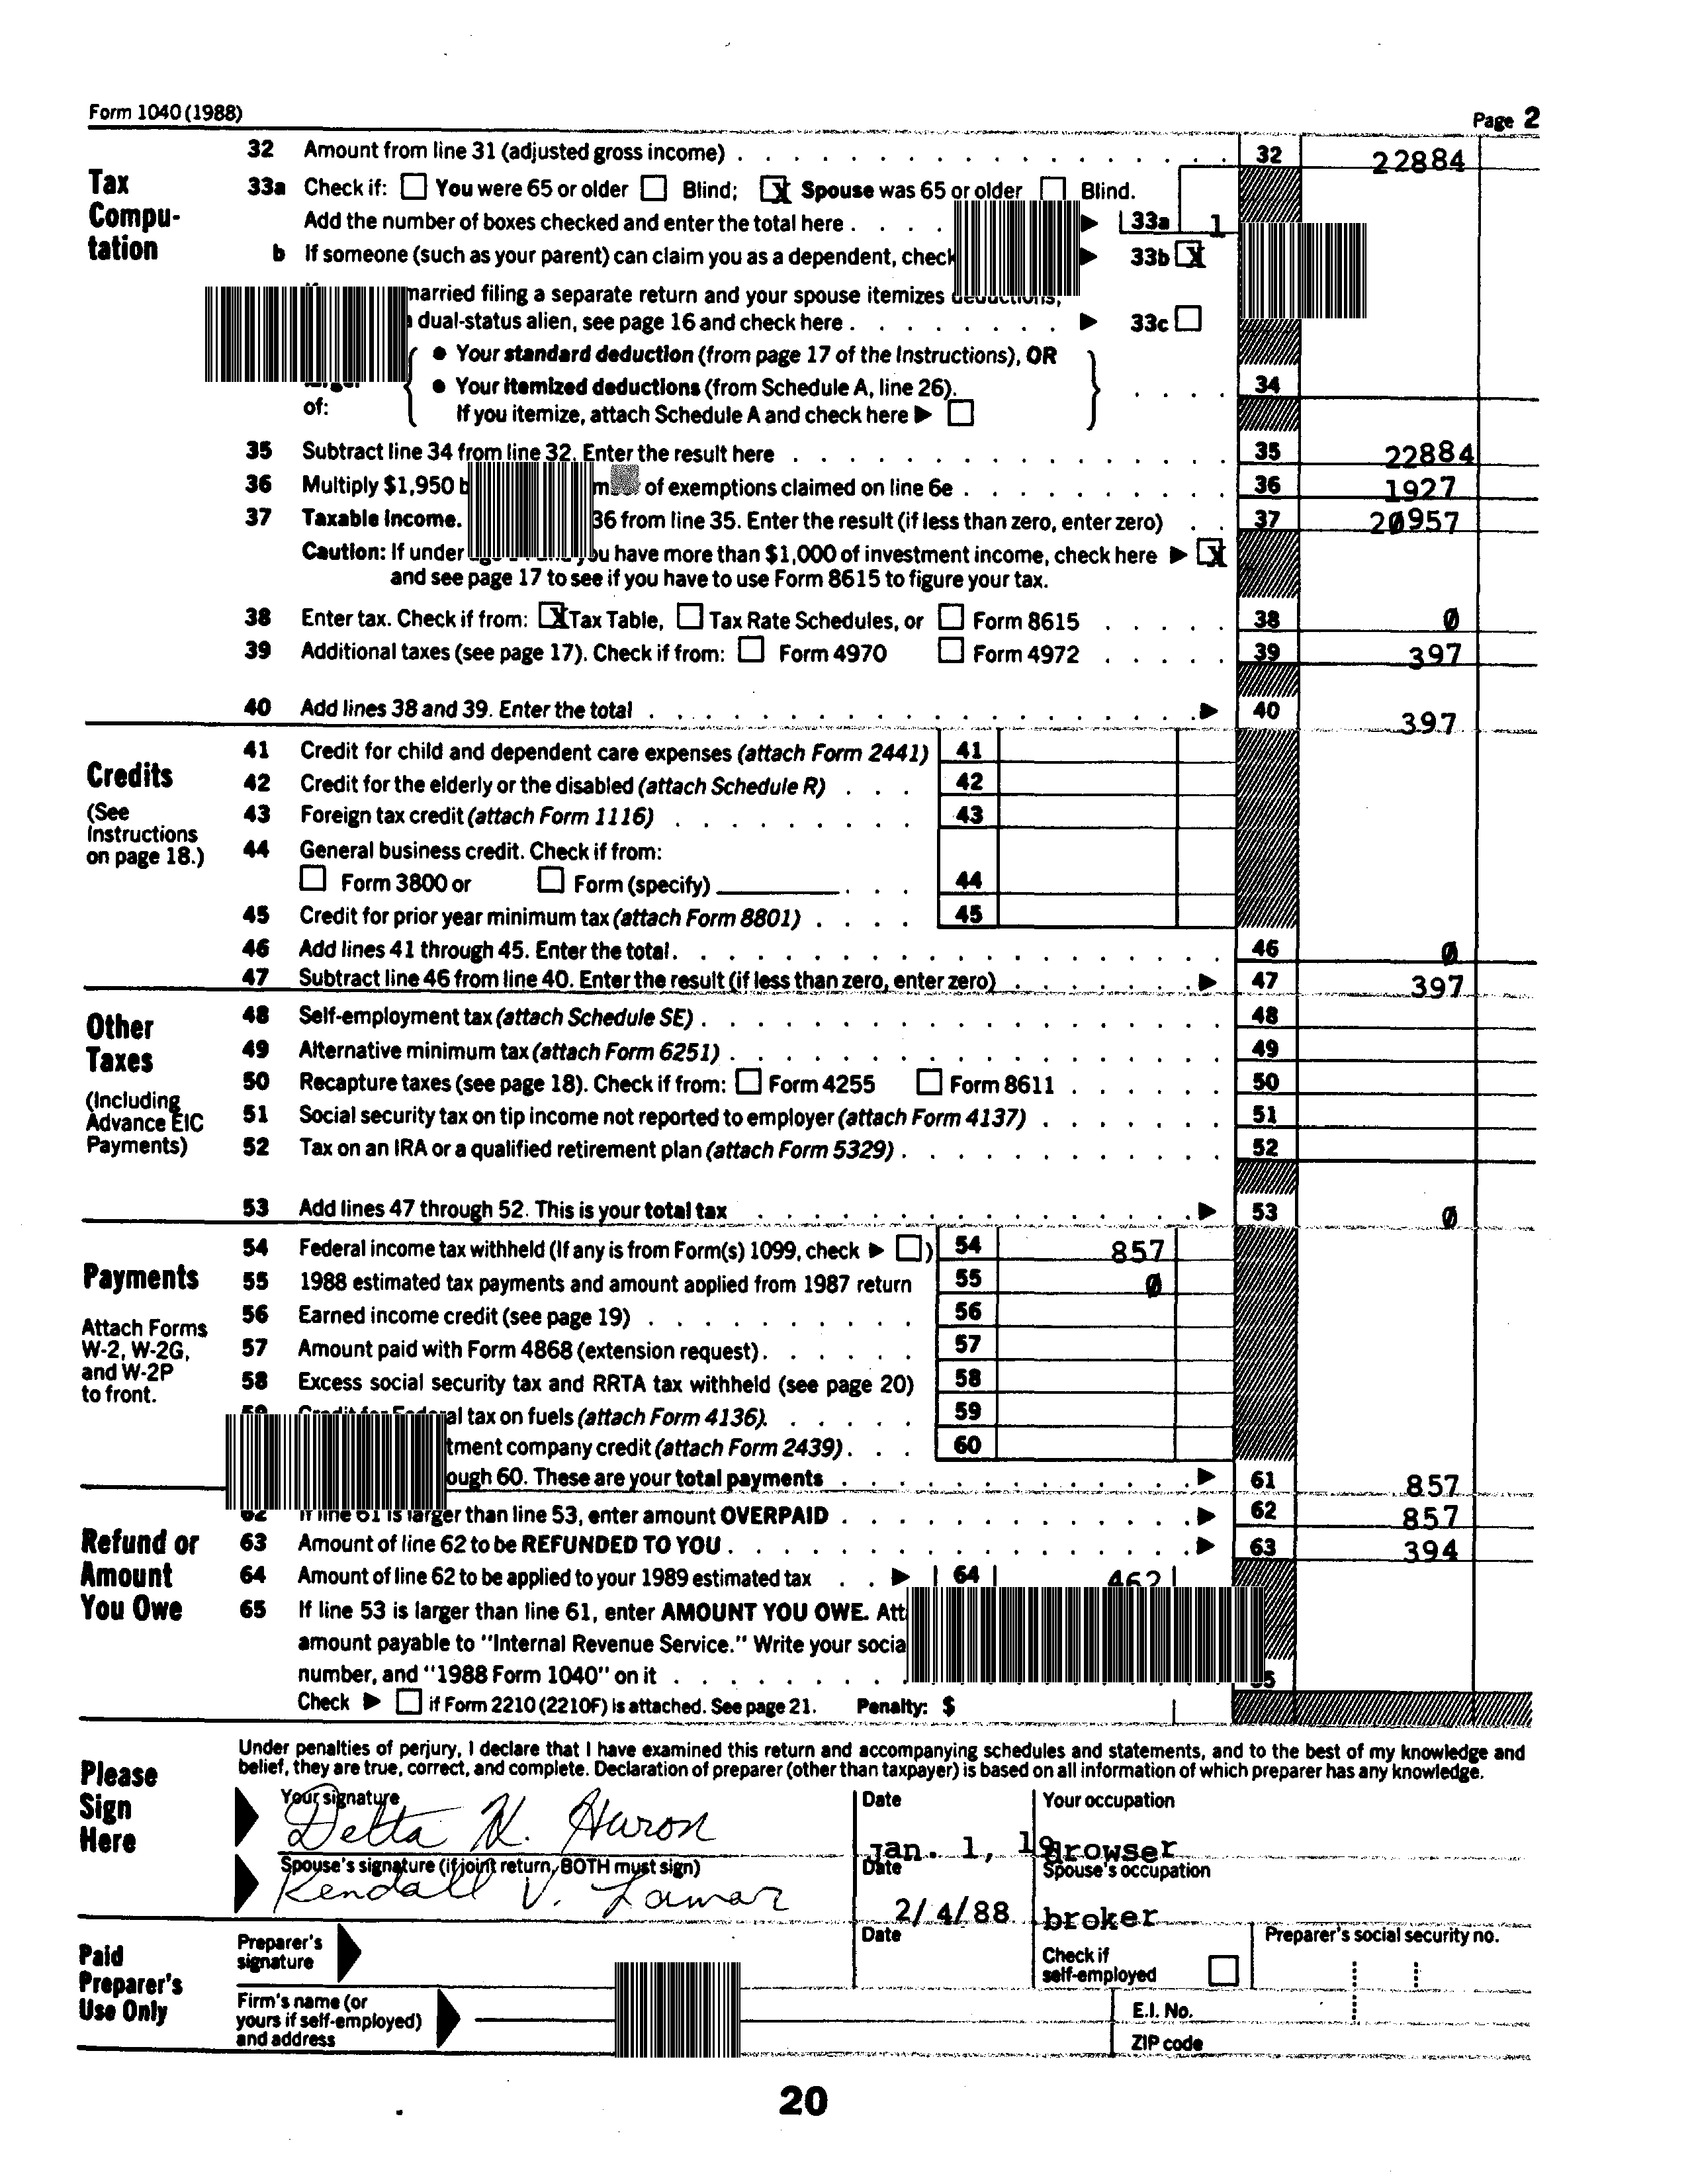 Form 1040 (1988)
Page 2
Tax Compu-tation
32 Amount from line 31 (adjusted gross income) 32 22884
33a Check if: You were 65 or older Blind; X Spouse was 65 or older Blind.
Add the number of boxes checked and enter the total here 33a 1
b If someone (such as your parent) can claim you as a dependent, check 33b X
married filing a separate return and your spouse itemizes deductions,
dual-status alien, see page 16 and check here 33c
• Your standard deduction (from page 17 of the Instructions), OR
• Your itemized deductions (from Schedule A, line 26). 34
of: If you itemize, attach Schedule A and check here
35 Subtract line 34 from line 32. Enter the result here 35 22884
36 Multiply $1,950 of exemptions claimed on line 6e 36 1927
37 Taxable income. 36 from line 35. Enter the result (if less than zero, enter zero) 37 20957
Caution: If under you have more than $1,000 of investment income, check here X
and see page 17 to see if you have to use Form 8615 to figure your tax.
38 Enter tax. Check if from: X Tax Table, Tax Rate Schedules, or Form 8615 38 0
39 Additional taxes (see page 17). Check if from: Form 4970 Form 4972 39 397
40 Add lines 38 and 39. Enter the total 40 397
Credits
(See Instructions on page 18.)
41 Credit for child and dependent care expenses (attach Form 2441) 41
42 Credit for the elderly or the disabled (attach Schedule R) 42
43 Foreign tax credit (attach Form 1116) 43
44 General business credit. Check if from:
Form 3800 or Form (specify) 44
45 Credit for prior year minimum tax (attach Form 8801) 45
46 Add lines 41 through 45. Enter the total. 46 0
47 Subtract line 46 from line 40. Enter the result (if less than zero, enter zero) 47 397
Other Taxes
(Including Advance EIC Payments)
48 Self-employment tax (attach Schedule SE) 48
49 Alternative minimum tax (attach Form 6251) 49
50 Recapture taxes (see page 18). Check if from: Form 4255 Form 8611 50
51 Social security tax on tip income not reported to employer (attach Form 4137) 51
52 Tax on an IRA or a qualified retirement plan (attach Form 5329) 52
53 Add lines 47 through 52. This is your total tax 53 0
Payments
Attach Forms W-2, W-2G, and W-2P to front.
54 Federal income tax withheld (If any is from Form(s) 1099, check ) 54 857
55 1988 estimated tax payments and amount applied from 1987 return 55 0
56 Earned income credit (see page 19) 56
57 Amount paid with Form 4868 (extension request). 57
58 Excess social security tax and RRTA tax withheld (see page 20) 58
59 Credit for Federal tax on fuels (attach Form 4136). 59
company credit (attach Form 2439). 60
60. These are your total payments 61 857
62 If line 61 is larger than line 53, enter amount OVERPAID 62 857
Refund or Amount You Owe
63 Amount of line 62 to be REFUNDED TO YOU 63 394
64 Amount of line 62 to be applied to your 1989 estimated tax 64 462
65 If line 53 is larger than line 61, enter AMOUNT YOU OWE.
amount payable to "Internal Revenue Service." Write your
number, and "1988 Form 1040" on it
Check if Form 2210 (2210F) is attached. See page 21. Penalty: $
Please Sign Here
Under penalties of perjury, I declare that I have examined this return and accompanying schedules and statements, and to the best of my knowledge and
belief, they are true, correct, and complete. Declaration of preparer (other than taxpayer) is based on all information of which preparer has any knowledge.
Your signature Date Your occupation
Delta N. Huron Jan. 1, 19 Browser
Spouse's signature (if joint return, BOTH must sign) Date Spouse's occupation
Kendall V. Lamar 2/4/88 broker
Paid Preparer's Use Only
Preparer's signature Date Check if self-employed Preparer's social security no.
Firm's name (or yours if self-employed) and address E.I. No.
ZIP code
20